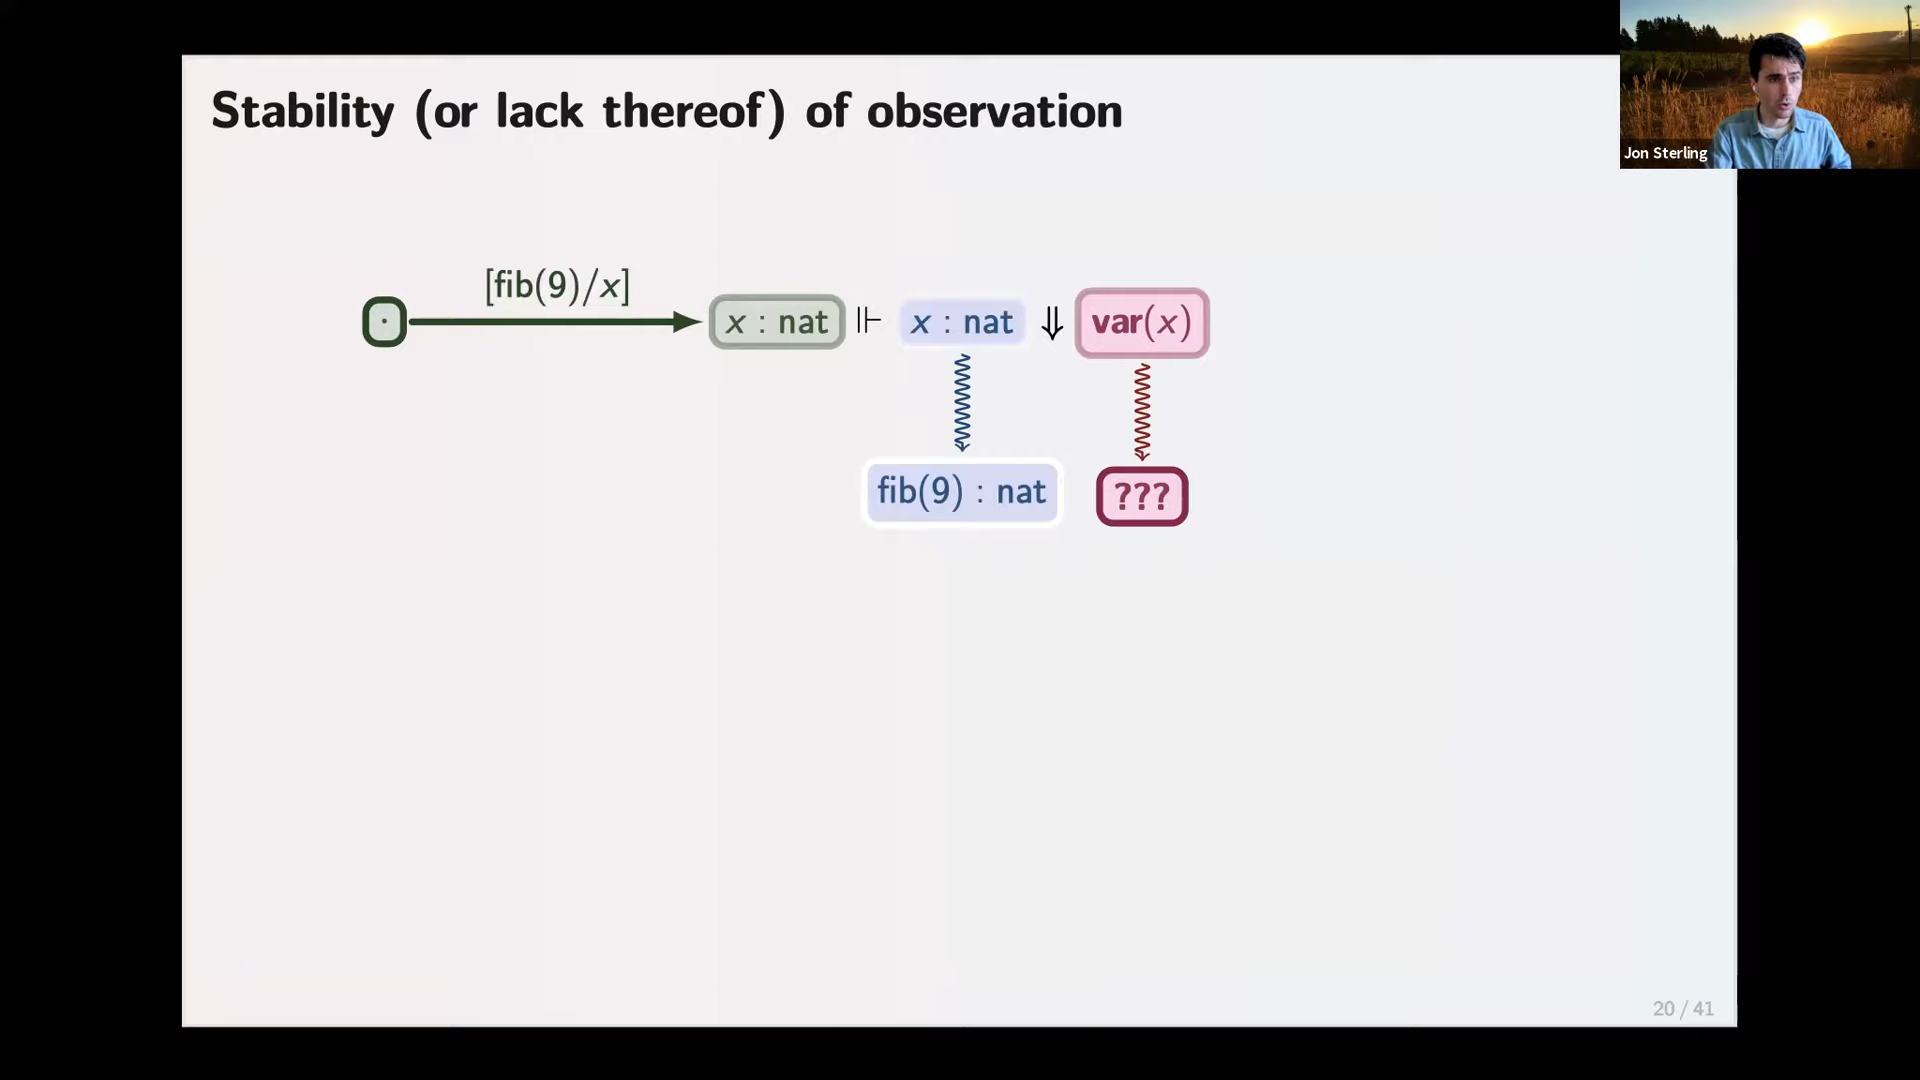 Stability (or lack thereof) of observation
Jon Sterling
[fib(9)/x]
· x : nat ⊩ x : nat ⇓ var(x)
fib(9) : nat ???
20 / 41